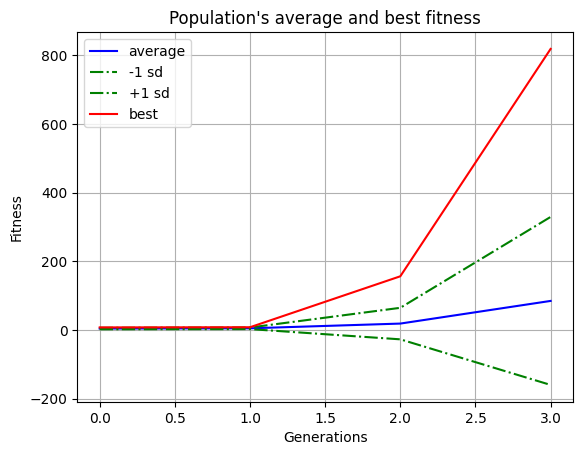 Population's average and best fitness
average
-1 sd
+1 sd
best
800
600
400
200
0
−200
Fitness
0.0 0.5 1.0 1.5 2.0 2.5 3.0
Generations